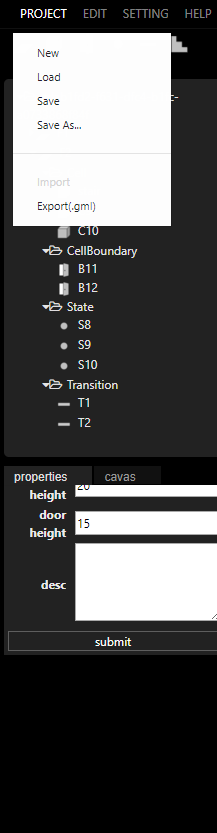 PROJECT EDIT SETTING HELP
New
Load
Save
Save As...
Import
Export(.gml)
C10
CellBoundary
B11
B12
State
S8
S9
S10
Transition
T1
T2
properties cavas
height 20
door height 15
desc
submit